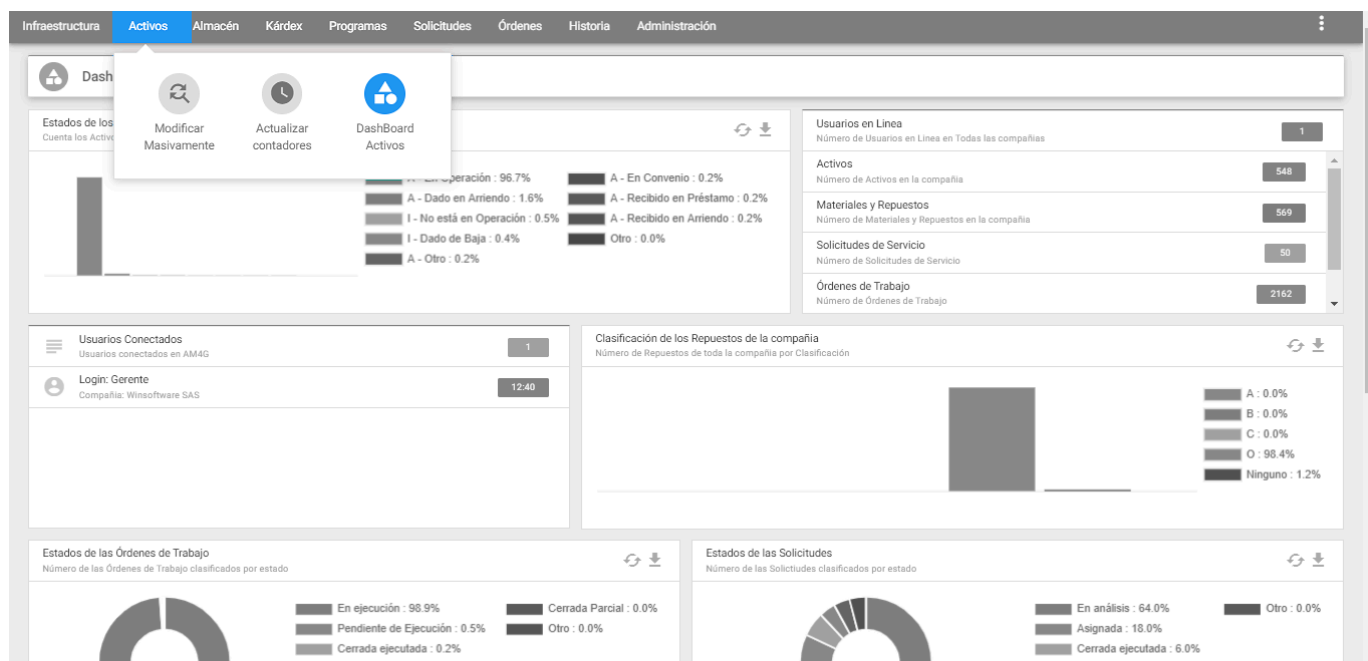 Infraestructura
Activos
Almacén
Kárdex
Programas
Solicitudes
Órdenes
Historia
Administración
Dash
Modificar
Masivamente
Actualizar
contadores
DashBoard
Activos
Estados de los
Cuenta los Activo
A - En Operación : 96.7%
A - Dado en Arriendo : 1.6%
I - No está en Operación : 0.5%
I - Dado de Baja : 0.4%
A - Otro : 0.2%
A - En Convenio : 0.2%
A - Recibido en Préstamo : 0.2%
A - Recibido en Arriendo : 0.2%
Otro : 0.0%
Usuarios en Linea
Número de Usuarios en Linea en Todas las compañias
1
Activos
Número de Activos en la compañia
548
Materiales y Repuestos
Número de Materiales y Repuestos en la compañia
569
Solicitudes de Servicio
Número de Solicitudes de Servicio
50
Órdenes de Trabajo
Número de Órdenes de Trabajo
2162
Usuarios Conectados
Usuarios conectados en AM4G
1
Login: Gerente
Compañia: Winsoftware SAS
12:40
Clasificación de los Repuestos de la compañia
Número de Repuestos de toda la compañia por Clasificación
A : 0.0%
B : 0.0%
C : 0.0%
O : 98.4%
Ninguno : 1.2%
Estados de las Órdenes de Trabajo
Número de las Órdenes de Trabajo clasificados por estado
En ejecución : 98.9%
Pendiente de Ejecución : 0.5%
Cerrada ejecutada : 0.2%
Cerrada Parcial : 0.0%
Otro : 0.0%
Estados de las Solicitudes
Número de las Solictiudes clasificados por estado
En análisis : 64.0%
Asignada : 18.0%
Cerrada ejecutada : 6.0%
Otro : 0.0%